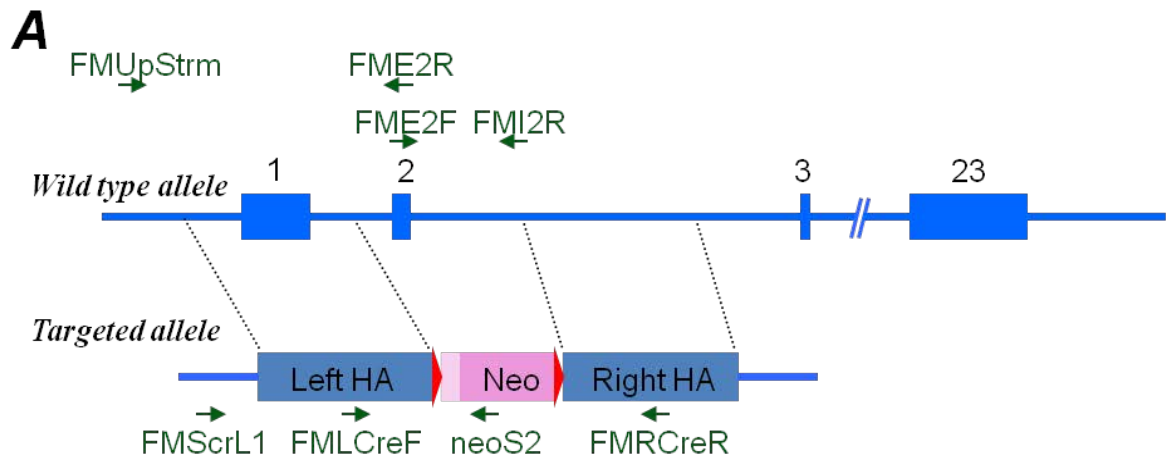 A
FMUpStrm FME2R
FME2F FMI2R
1 2 3 23
Wild type allele
Targeted allele
Left HA Neo Right HA
FMScrL1 FMLCreF neoS2 FMRCreR